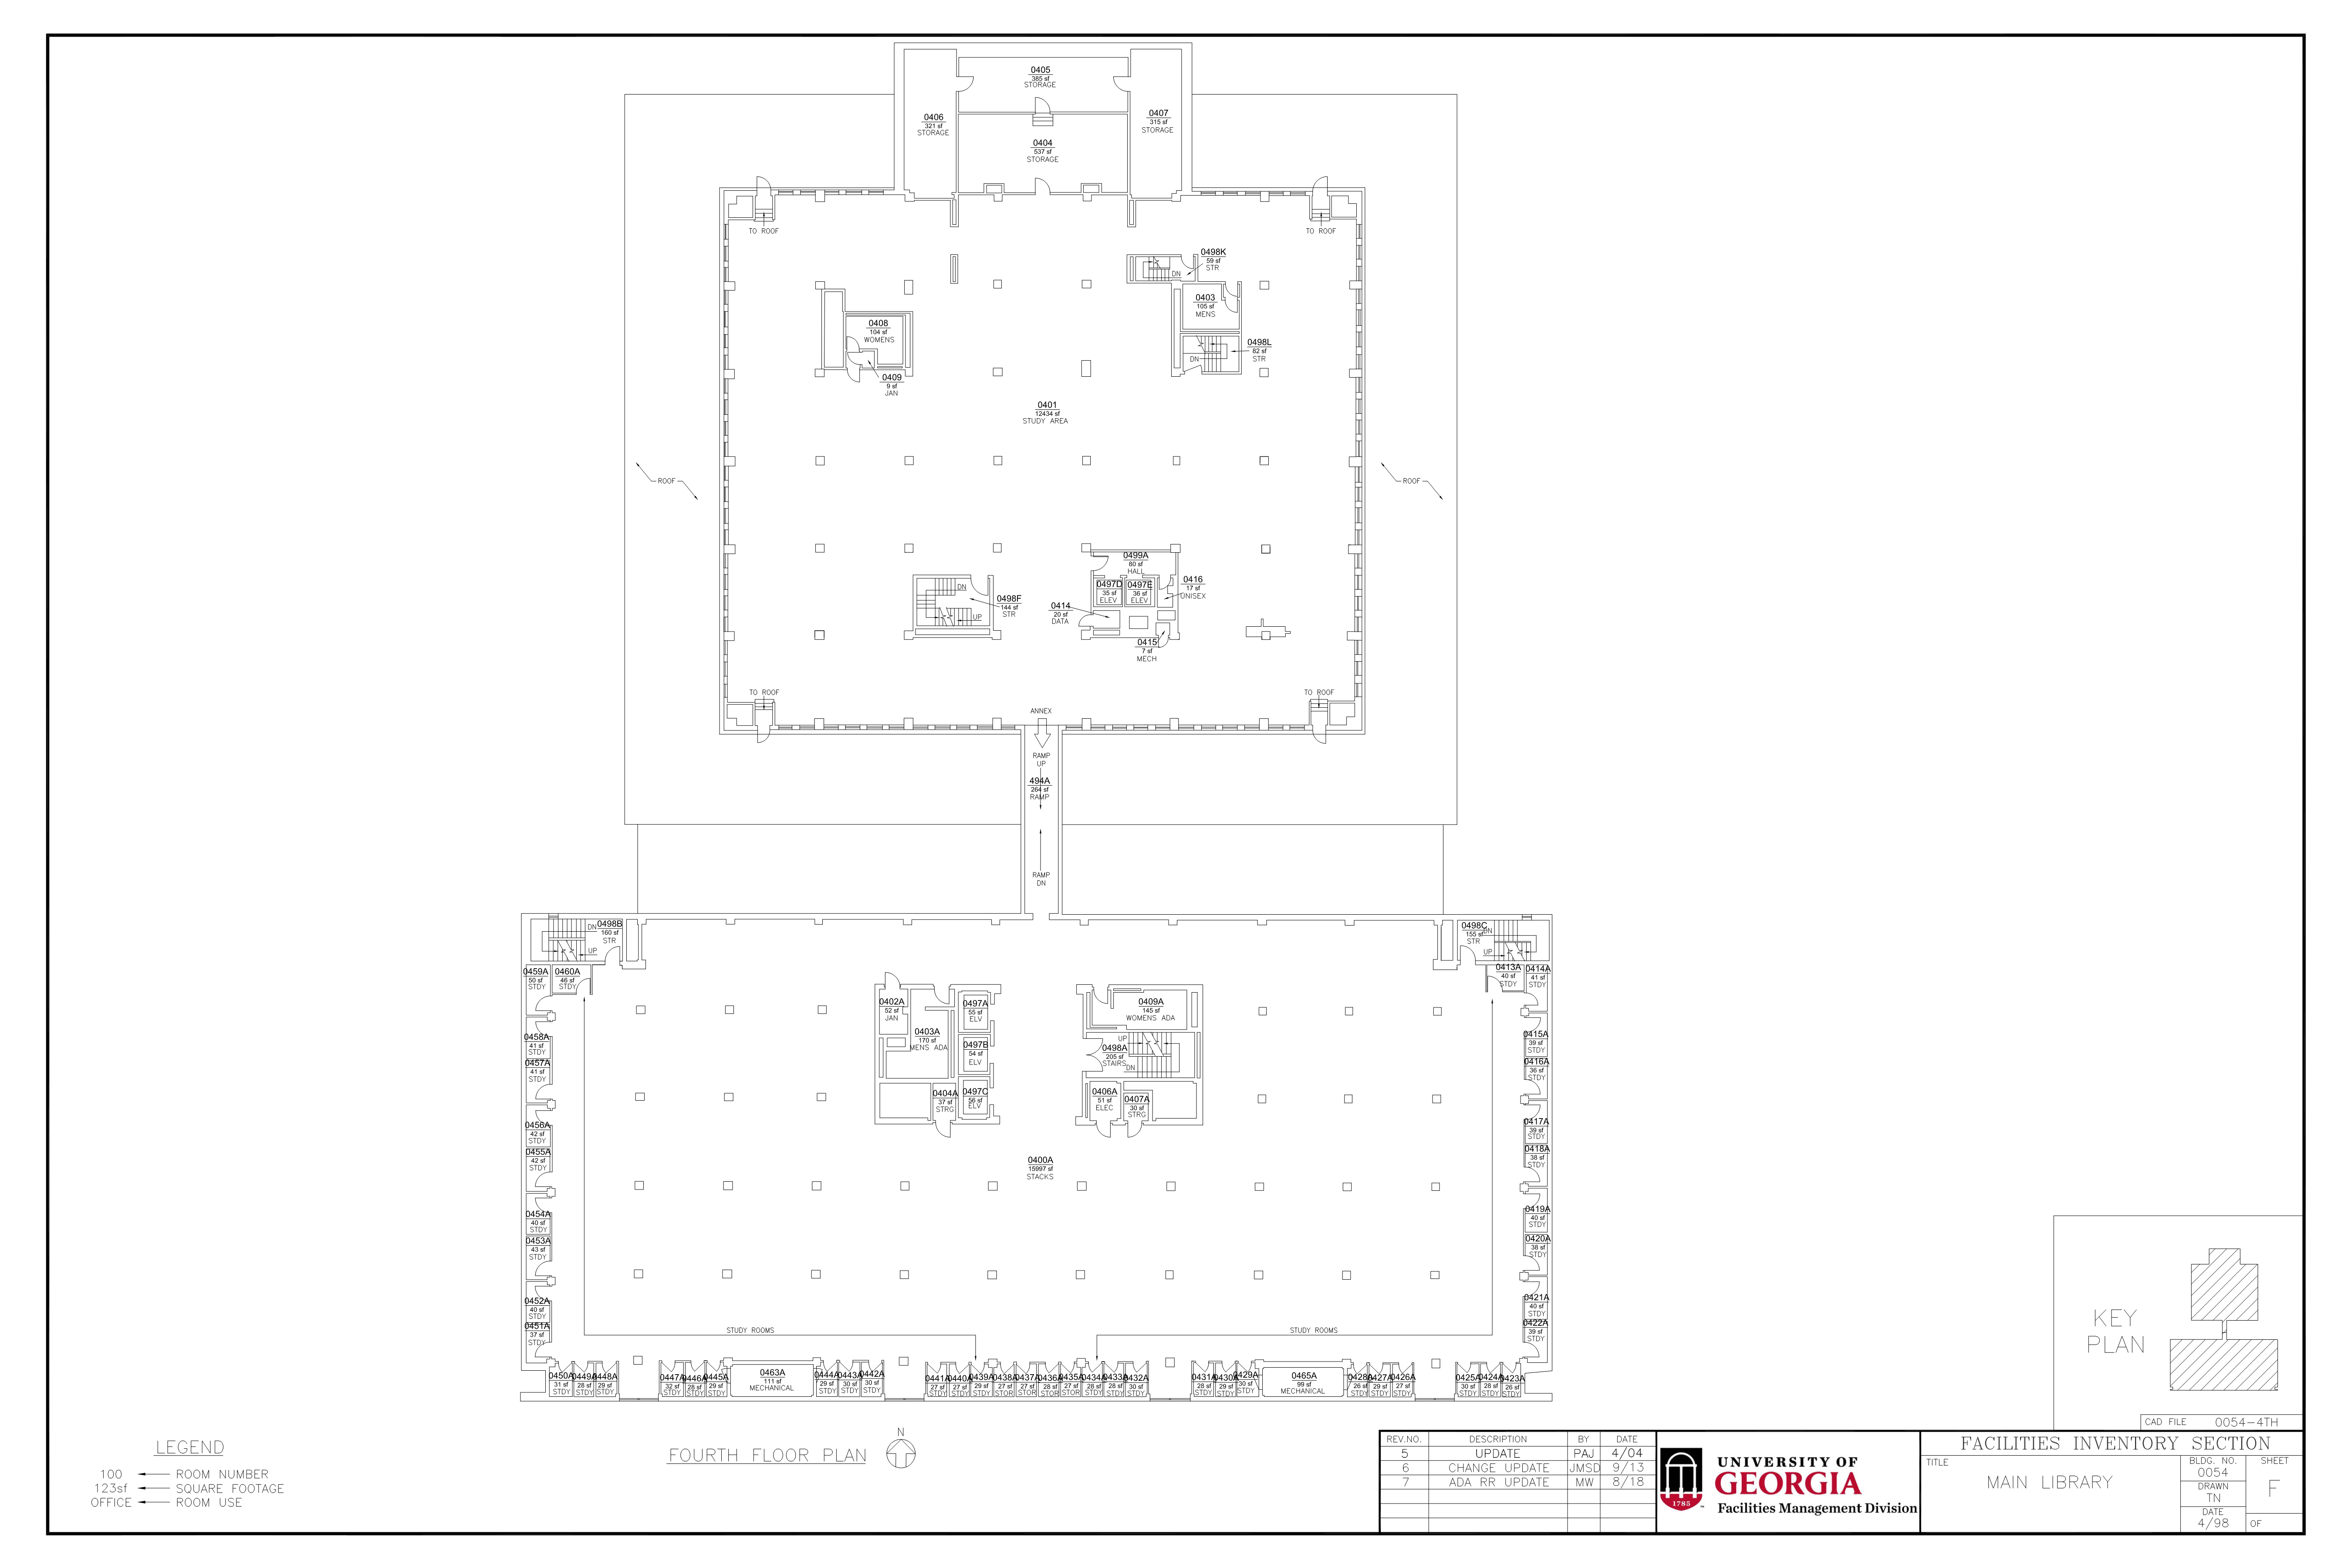 0405
385 sf
STORAGE
0406
321 sf
STORAGE
0407
315 sf
STORAGE
0404
537 sf
STORAGE
TO ROOF
TO ROOF
0498K
59 sf
STR
DN
0403
105 sf
MENS
0408
104 sf
WOMENS
0498L
82 sf
STR
DN
0409
9 sf
JAN
0401
12434 sf
STUDY AREA
ROOF
ROOF
0499A
80 sf
HALL
0497D
35 sf
ELEV
0497E
36 sf
ELEV
0416
17 sf
UNISEX
DN
UP
0498F
144 sf
STR
0414
20 sf
DATA
0415
7 sf
MECH
TO ROOF
TO ROOF
ANNEX
RAMP
UP
494A
264 sf
RAMP
RAMP
DN
DN
UP
0498B
160 sf
STR
0498C
155 sf
STR
DN
UP
0459A
50 sf
STDY
0460A
46 sf
STDY
0413A
40 sf
STDY
0414A
41 sf
STDY
0402A
52 sf
JAN
0403A
170 sf
MENS ADA
0497A
55 sf
ELV
0497B
54 sf
ELV
0497C
56 sf
ELV
0404A
37 sf
STRG
0409A
145 sf
WOMENS ADA
UP
0498A
205 sf
STAIRS
DN
0406A
51 sf
ELEC
0407A
30 sf
STRG
0458A
41 sf
STDY
0457A
41 sf
STDY
0415A
39 sf
STDY
0416A
36 sf
STDY
0456A
42 sf
STDY
0455A
42 sf
STDY
0417A
39 sf
STDY
0418A
38 sf
STDY
0400A
15997 sf
STACKS
0454A
40 sf
STDY
0453A
43 sf
STDY
0419A
40 sf
STDY
0420A
38 sf
STDY
0452A
40 sf
STDY
0451A
37 sf
STDY
0421A
40 sf
STDY
0422A
39 sf
STDY
STUDY ROOMS
STUDY ROOMS
0450A
31 sf
STDY
0449A
28 sf
STDY
0448A
29 sf
STDY
0447A
32 sf
STDY
0446A
28 sf
STDY
0445A
29 sf
STDY
0463A
111 sf
MECHANICAL
0444A
29 sf
STDY
0443A
30 sf
STDY
0442A
30 sf
STDY
0441A
27 sf
STDY
0440A
27 sf
STDY
0439A
29 sf
STDY
0438A
27 sf
STOR
0437A
27 sf
STOR
0436A
28 sf
STOR
0435A
27 sf
STOR
0434A
28 sf
STDY
0433A
28 sf
STDY
0432A
30 sf
STDY
0431A
28 sf
STDY
0430A
29 sf
STDY
0429A
30 sf
STDY
0465A
99 sf
MECHANICAL
0428A
26 sf
STDY
0427A
29 sf
STDY
0426A
27 sf
STDY
0425A
30 sf
STDY
0424A
28 sf
STDY
0423A
26 sf
STDY
KEY
PLAN
CAD FILE 0054-4TH
LEGEND
100 ROOM NUMBER
123sf SQUARE FOOTAGE
OFFICE ROOM USE
FOURTH FLOOR PLAN
N
REV.NO. DESCRIPTION BY DATE
5 UPDATE PAJ 4/04
6 CHANGE UPDATE JMSD 9/13
7 ADA RR UPDATE MW 8/18
1785
UNIVERSITY OF
GEORGIA
Facilities Management Division
FACILITIES INVENTORY SECTION
TITLE
MAIN LIBRARY
BLDG. NO.
0054
DRAWN
TN
DATE
4/98
SHEET
F
OF